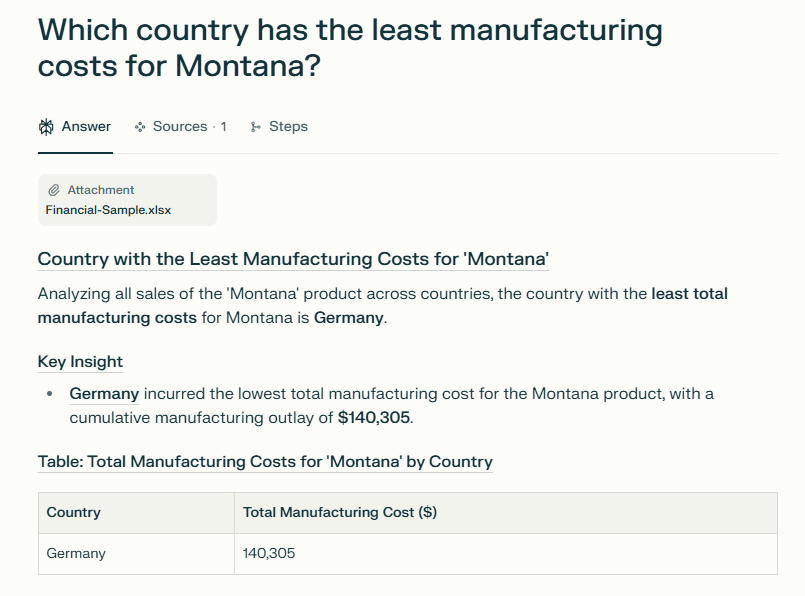 Which country has the least manufacturing
costs for Montana?
Answer
Sources · 1
Steps
Attachment
Financial-Sample.xlsx
Country with the Least Manufacturing Costs for 'Montana'
Analyzing all sales of the 'Montana' product across countries, the country with the least total
manufacturing costs for Montana is Germany.
Key Insight
• Germany incurred the lowest total manufacturing cost for the Montana product, with a
cumulative manufacturing outlay of $140,305.
Table: Total Manufacturing Costs for 'Montana' by Country
Country Total Manufacturing Cost ($)
Germany 140,305